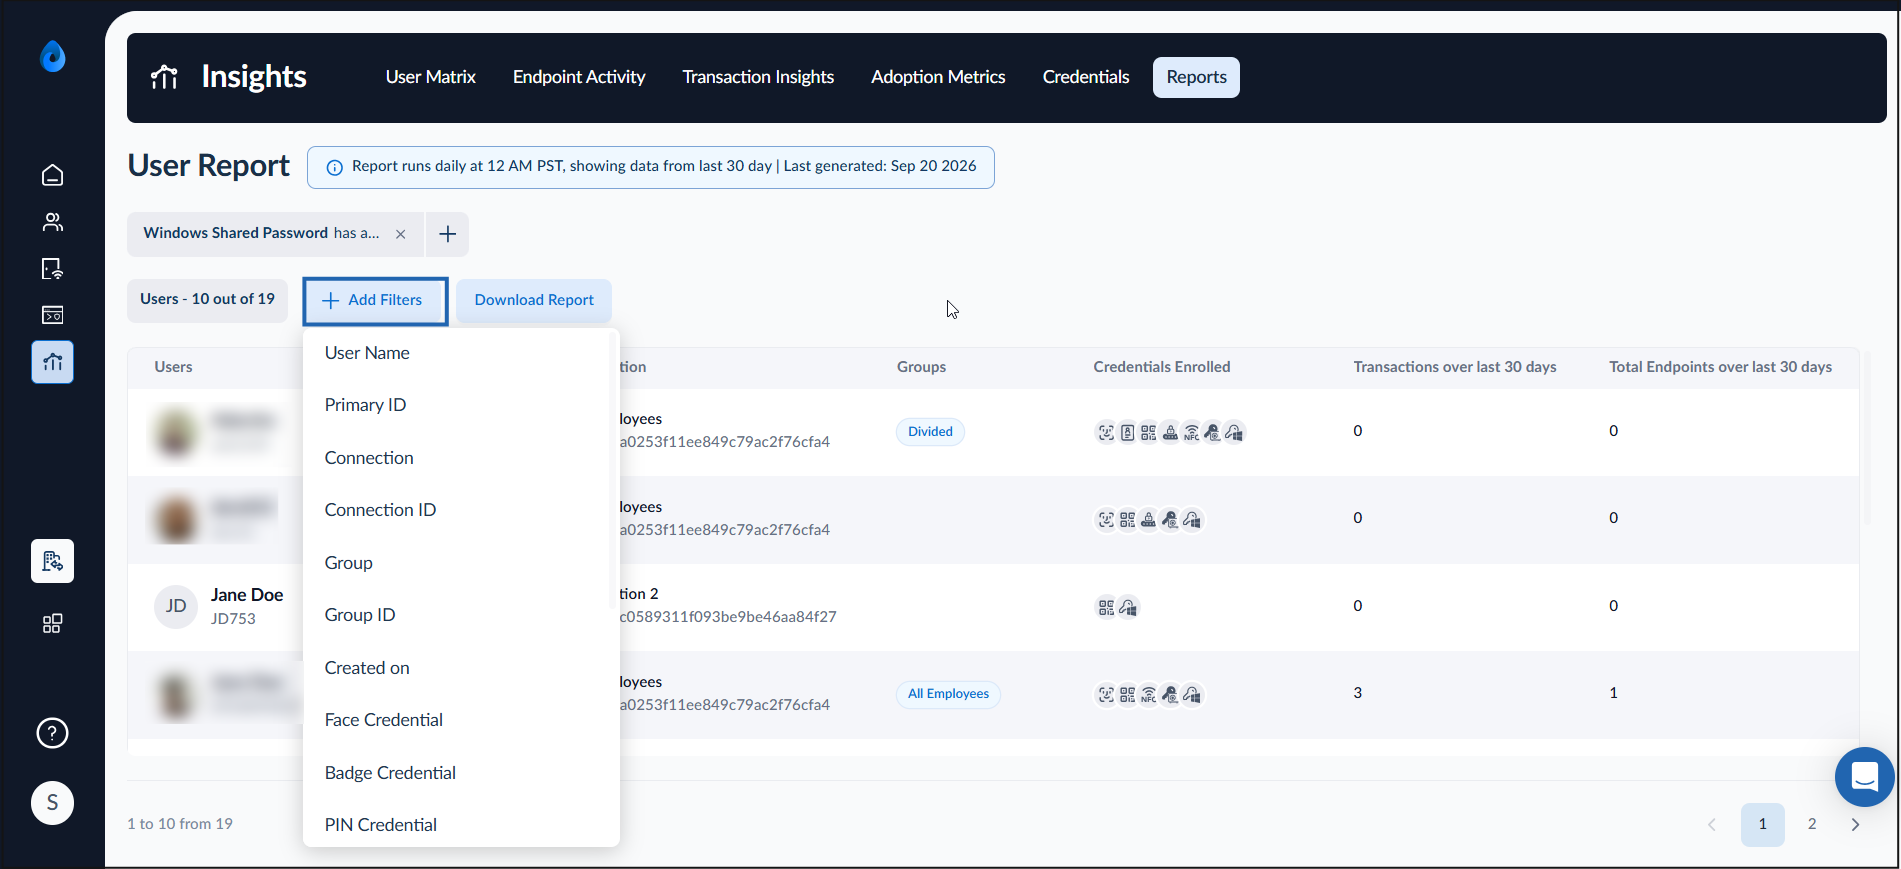 Insights
User Matrix
Endpoint Activity
Transaction Insights
Adoption Metrics
Credentials
Reports
User Report
Report runs daily at 12 AM PST, showing data from last 30 day | Last generated: Sep 20 2026
Windows Shared Password has a...
Users - 10 out of 19
Add Filters
Download Report
User Name
Primary ID
Connection
Connection ID
Group
Group ID
Created on
Face Credential
Badge Credential
PIN Credential
Users
tion
Groups
Credentials Enrolled
Transactions over last 30 days
Total Endpoints over last 30 days
loyees
a0253f11ee849c79ac2f76cfa4
Divided
NFC
0
0
loyees
a0253f11ee849c79ac2f76cfa4
0
0
JD
Jane Doe
JD753
tion 2
c0589311f093be9be46aa84f27
0
0
loyees
a0253f11ee849c79ac2f76cfa4
All Employees
NFC
3
1
S
1 to 10 from 19
1
2